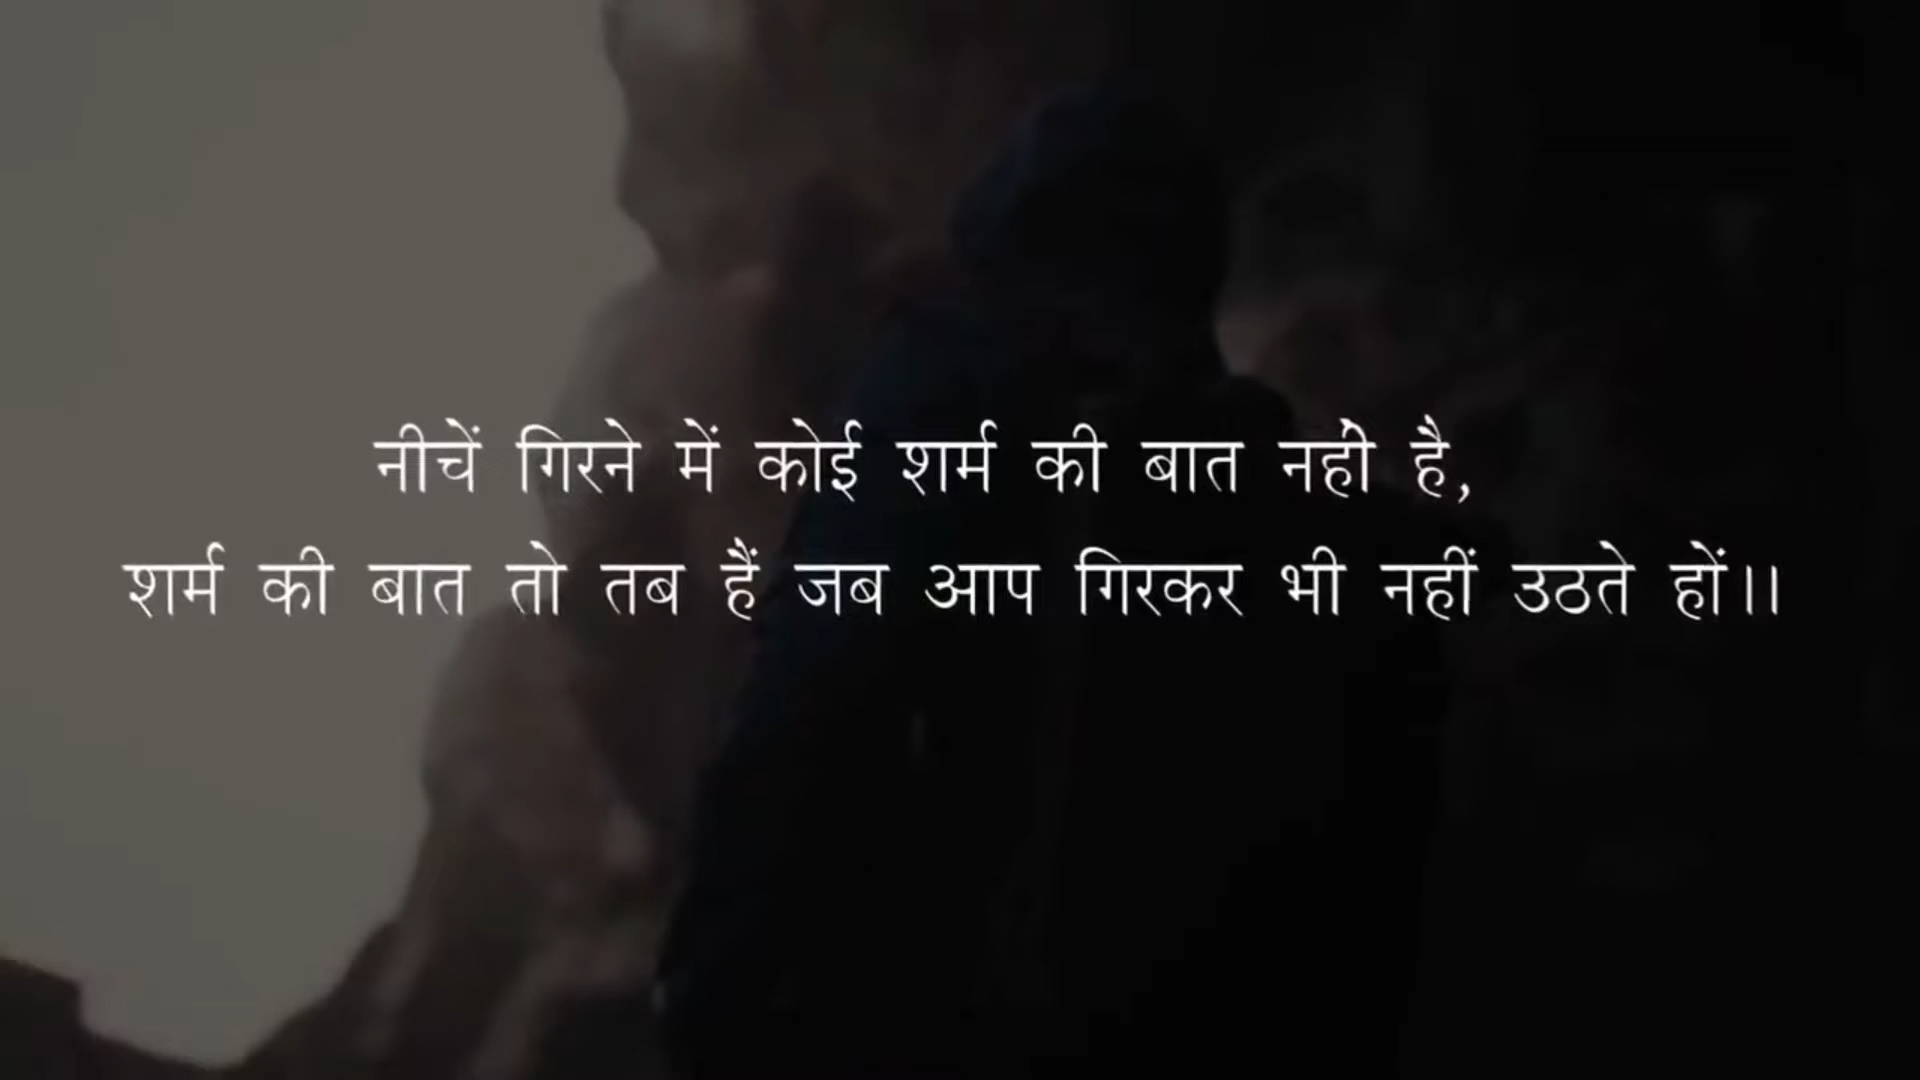 नीचें गिरने में कोई शर्म की बात नही है,
शर्म की बात तो तब हैं जब आप गिरकर भी नहीं उठते हों।।